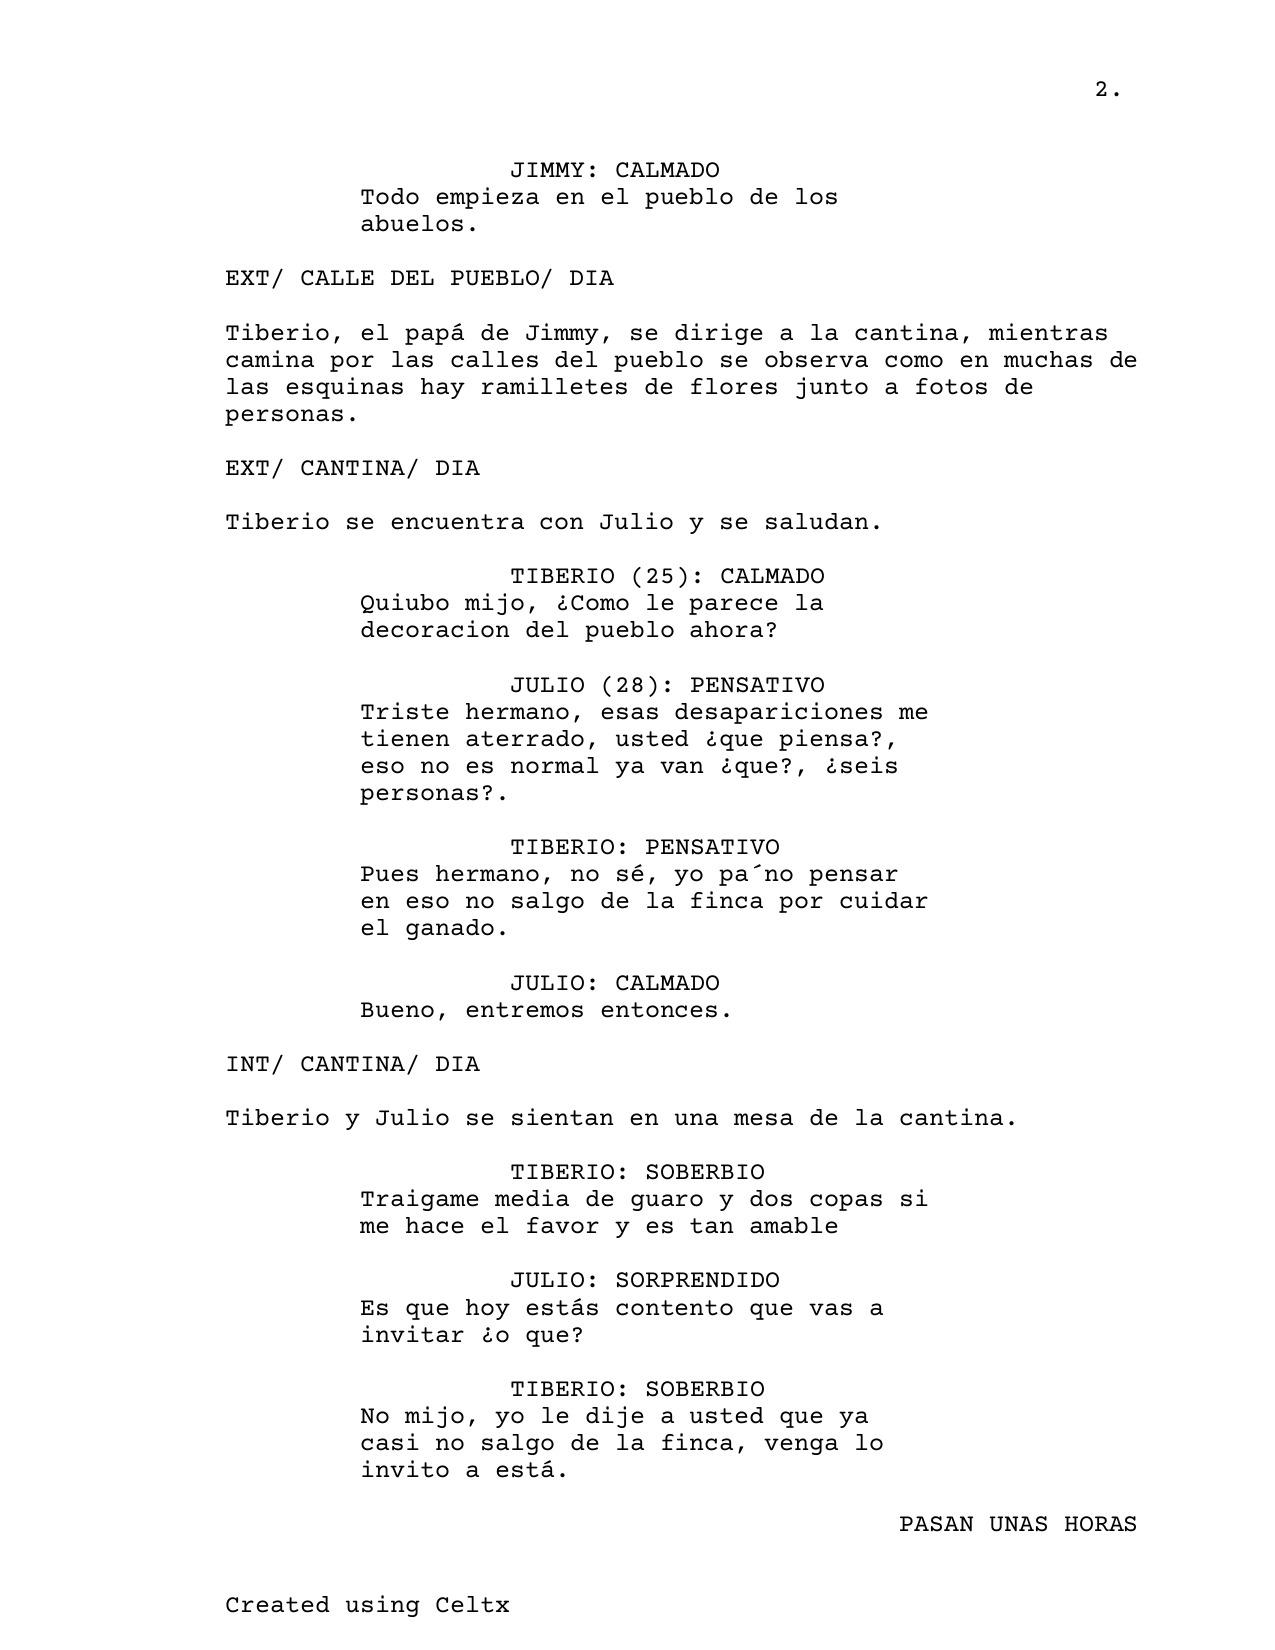 2.
JIMMY: CALMADO
Todo empieza en el pueblo de los
abuelos.
EXT/ CALLE DEL PUEBLO/ DIA
Tiberio, el papá de Jimmy, se dirige a la cantina, mientras
camina por las calles del pueblo se observa como en muchas de
las esquinas hay ramilletes de flores junto a fotos de
personas.
EXT/ CANTINA/ DIA
Tiberio se encuentra con Julio y se saludan.
TIBERIO (25): CALMADO
Quiubo mijo, ¿Como le parece la
decoracion del pueblo ahora?
JULIO (28): PENSATIVO
Triste hermano, esas desapariciones me
tienen aterrado, usted ¿que piensa?,
eso no es normal ya van ¿que?, ¿seis
personas?.
TIBERIO: PENSATIVO
Pues hermano, no sé, yo pa´no pensar
en eso no salgo de la finca por cuidar
el ganado.
JULIO: CALMADO
Bueno, entremos entonces.
INT/ CANTINA/ DIA
Tiberio y Julio se sientan en una mesa de la cantina.
TIBERIO: SOBERBIO
Traigame media de guaro y dos copas si
me hace el favor y es tan amable
JULIO: SORPRENDIDO
Es que hoy estás contento que vas a
invitar ¿o que?
TIBERIO: SOBERBIO
No mijo, yo le dije a usted que ya
casi no salgo de la finca, venga lo
invito a está.
PASAN UNAS HORAS
Created using Celtx